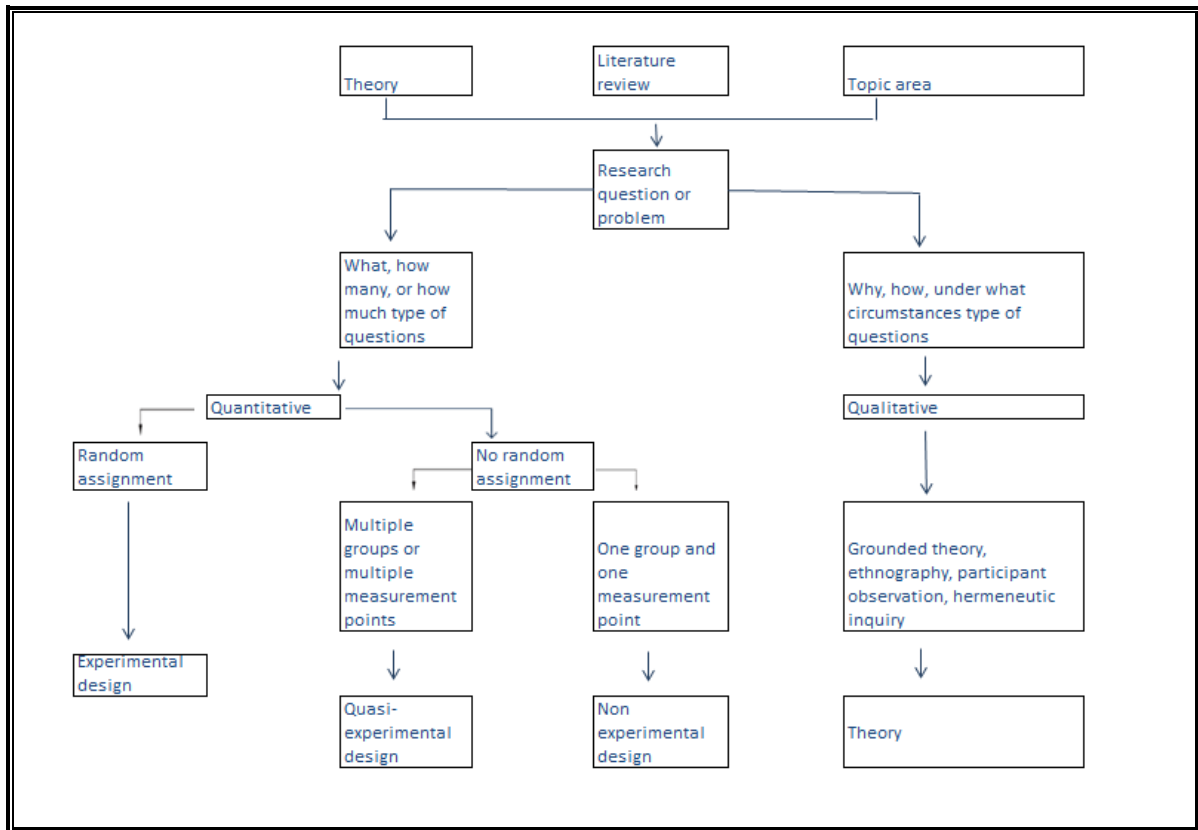 Theory
Literature
review
Topic area
Research
question or
problem
What, how
many, or how
much type of
questions
Why, how, under what
circumstances type of
questions
Quantitative
Qualitative
Random
assignment
No random
assignment
Multiple
groups or
multiple
measurement
points
One group and
one
measurement
point
Grounded theory,
ethnography, participant
observation, hermeneutic
inquiry
Experimental
design
Quasi-
experimental
design
Non
experimental
design
Theory